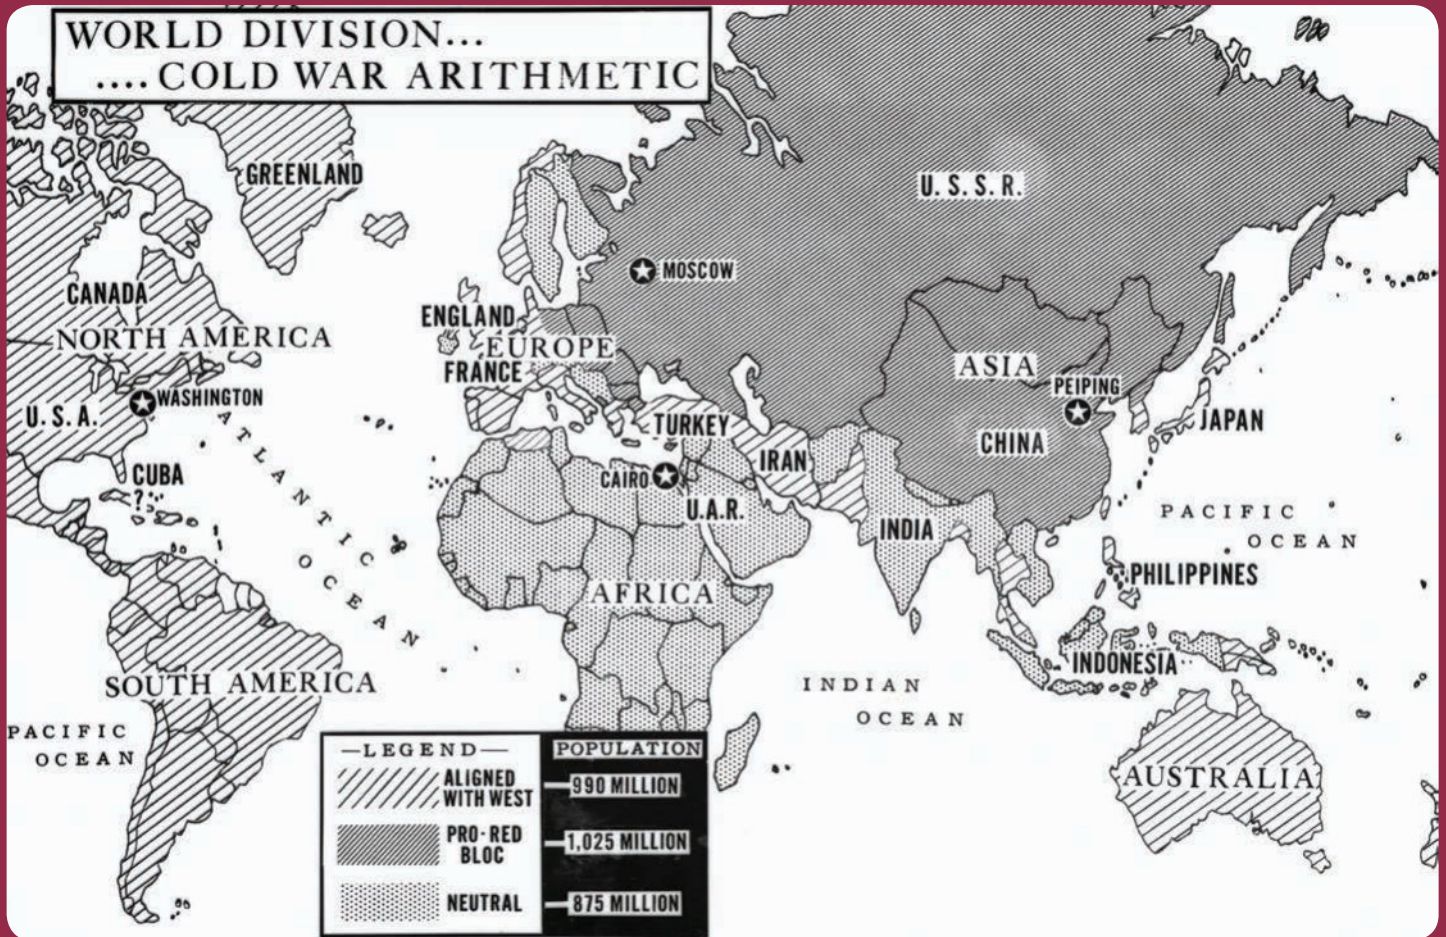 WORLD DIVISION...
....COLD WAR ARITHMETIC
GREENLAND
U.S.S.R.
MOSCOW
CANADA
NORTH AMERICA
ENGLAND
EUROPE
FRANCE
ASIA
PEIPING
WASHINGTON
U.S.A.
TURKEY
JAPAN
CHINA
IRAN
CUBA
?
CAIRO
U.A.R.
ATLANTIC
OCEAN
INDIA
PACIFIC
OCEAN
PHILIPPINES
AFRICA
INDONESIA
SOUTH AMERICA
INDIAN
OCEAN
PACIFIC
OCEAN
AUSTRALIA
—LEGEND—
POPULATION
ALIGNED
WITH WEST
990 MILLION
PRO-RED
BLOC
1,025 MILLION
NEUTRAL
875 MILLION